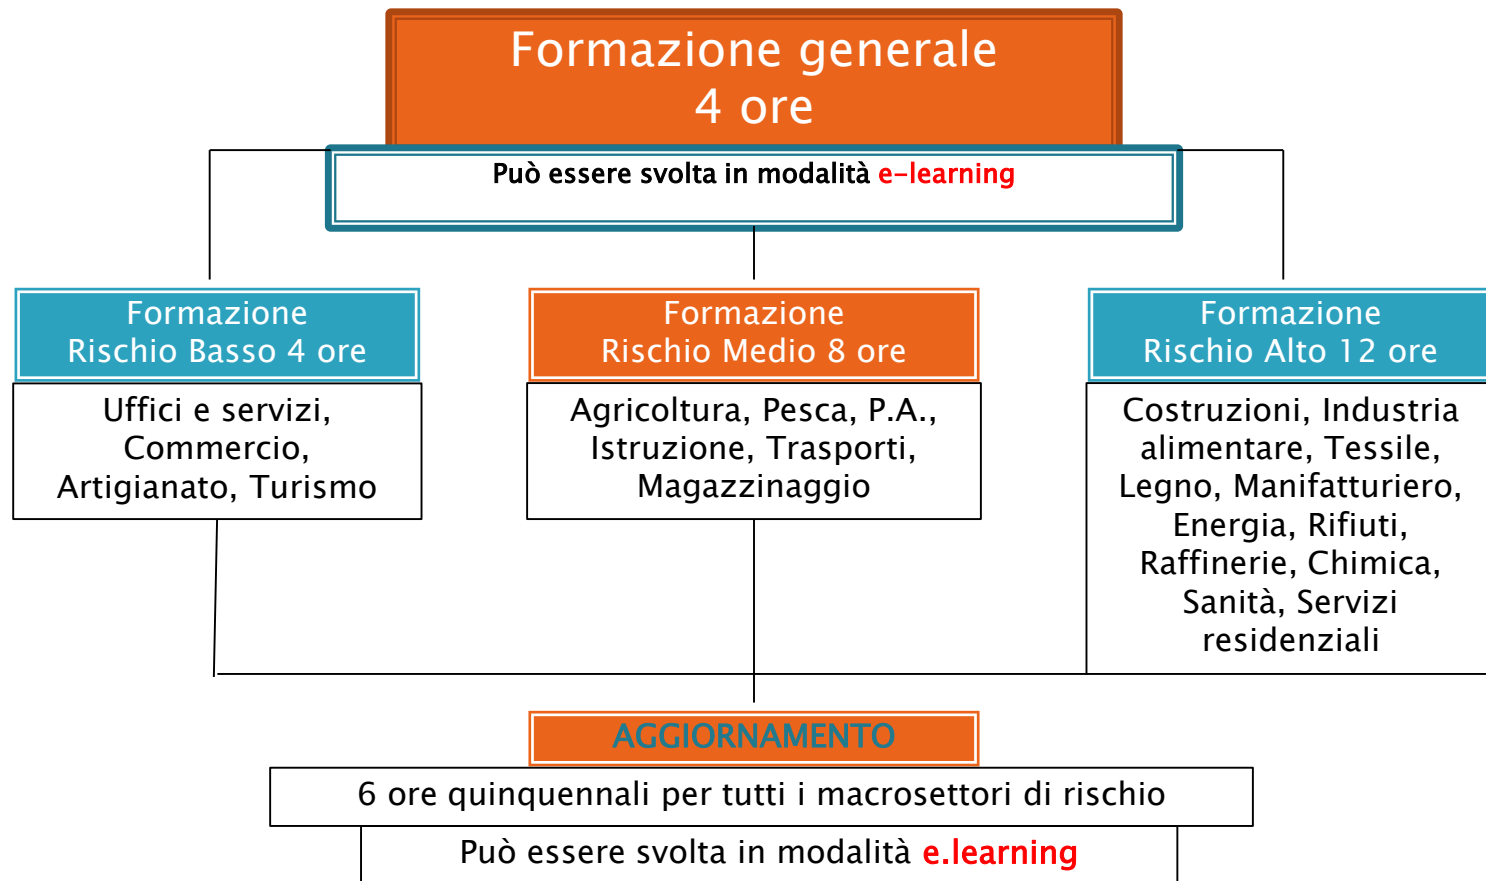 Formazione generale
4 ore
Può essere svolta in modalità e-learning
Formazione
Rischio Basso 4 ore
Uffici e servizi,
Commercio,
Artigianato, Turismo
Formazione
Rischio Medio 8 ore
Agricoltura, Pesca, P.A.,
Istruzione, Trasporti,
Magazzinaggio
Formazione
Rischio Alto 12 ore
Costruzioni, Industria
alimentare, Tessile,
Legno, Manifatturiero,
Energia, Rifiuti,
Raffinerie, Chimica,
Sanità, Servizi
residenziali
AGGIORNAMENTO
6 ore quinquennali per tutti i macrosettori di rischio
Può essere svolta in modalità e.learning